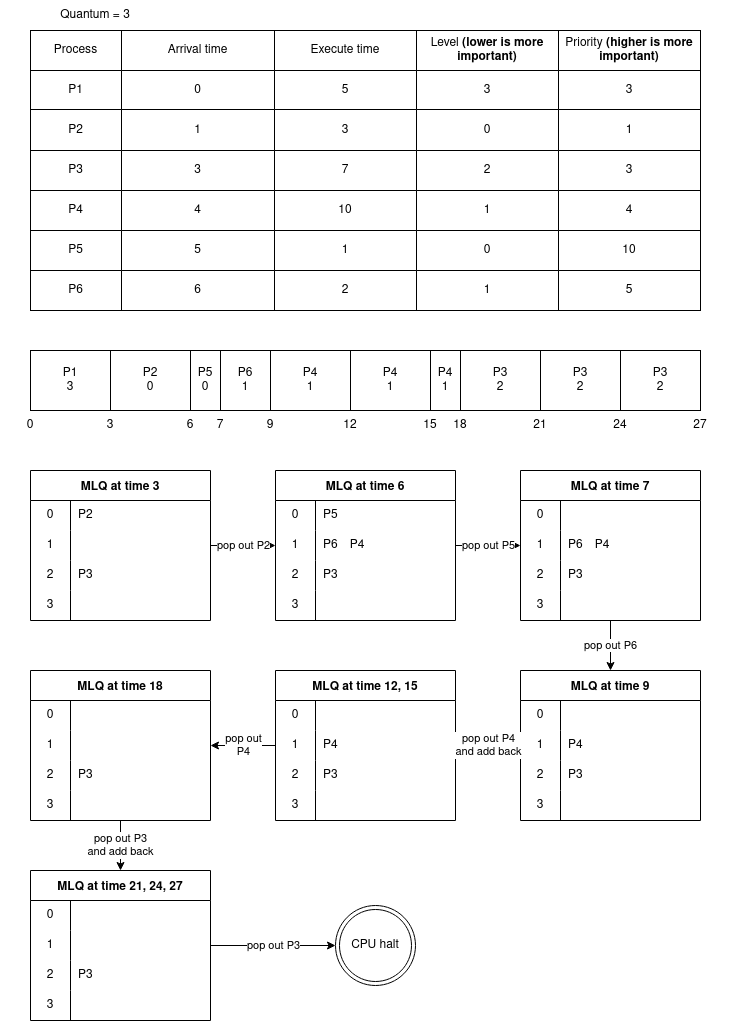 Quantum = 3
Process Arrival time Execute time Level (lower is more important) Priority (higher is more important)
P1 0 5 3 3
P2 1 3 0 1
P3 3 7 2 3
P4 4 10 1 4
P5 5 1 0 10
P6 6 2 1 5
P1 P2 P5 P6 P4 P4 P4 P3 P3 P3
3 0 0 1 1 1 1 2 2 2
0 3 6 7 9 12 15 18 21 24 27
MLQ at time 3
0 P2
1
2 P3
3
pop out P2
MLQ at time 6
0 P5
1 P6 P4
2 P3
3
pop out P5
MLQ at time 7
0
1 P6 P4
2 P3
3
pop out P6
MLQ at time 9
0
1 P4
2 P3
3
pop out P4
and add back
MLQ at time 12, 15
0
1 P4
2 P3
3
pop out
P4
MLQ at time 18
0
1
2 P3
3
pop out P3
and add back
MLQ at time 21, 24, 27
0
1
2 P3
3
pop out P3
CPU halt